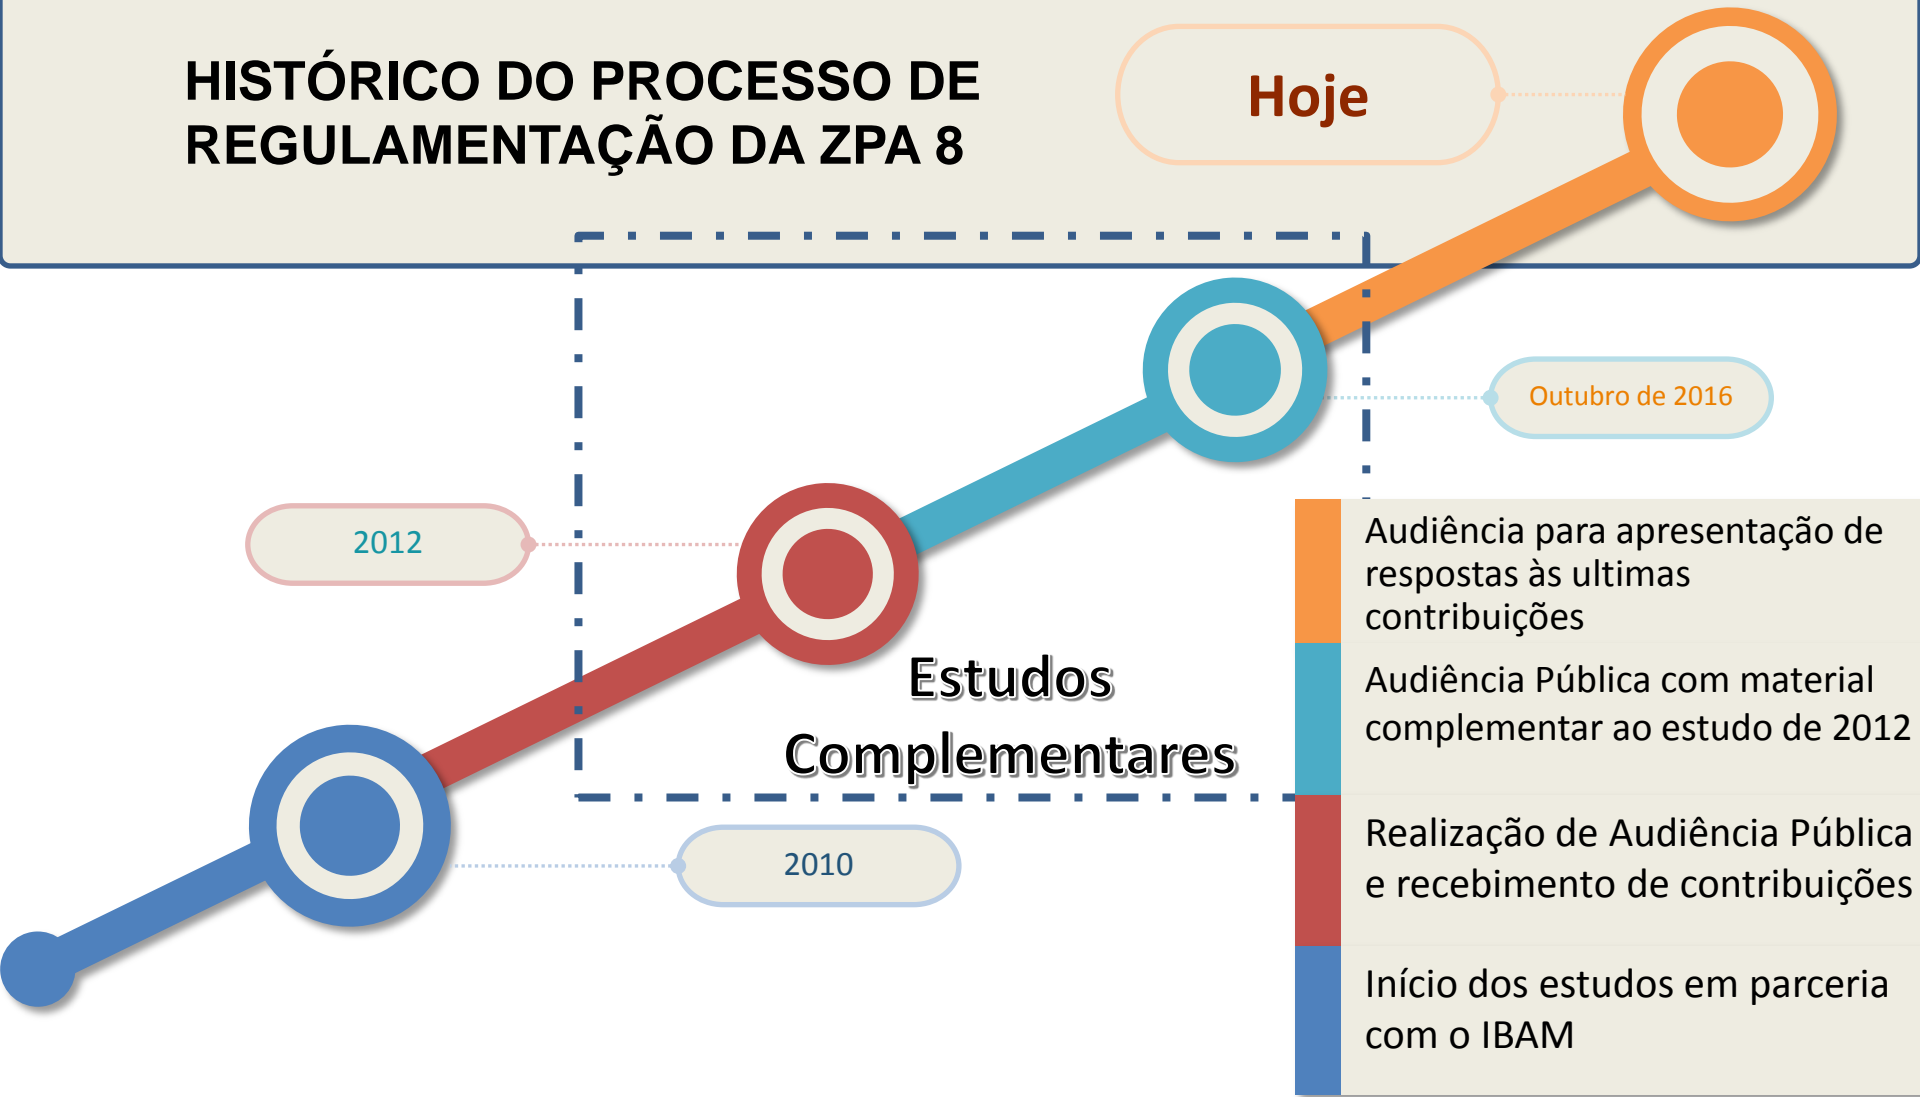 HISTÓRICO DO PROCESSO DE
REGULAMENTAÇÃO DA ZPA 8
Hoje
Outubro de 2016
2012
Estudos
Complementares
2010
Audiência para apresentação de
respostas às ultimas
contribuições
Audiência Pública com material
complementar ao estudo de 2012
Realização de Audiência Pública
e recebimento de contribuições
Início dos estudos em parceria
com o IBAM